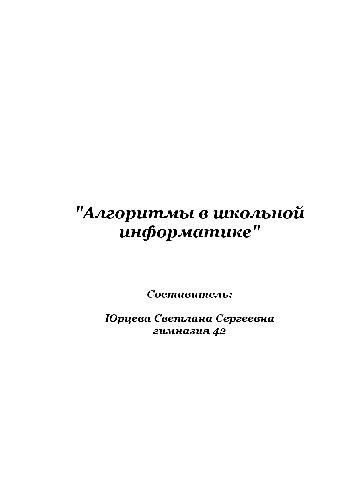 "Алгоритмы в школьной
информатике"
Составитель:
Юрцева Светлана Сергеевна
гимназия 42